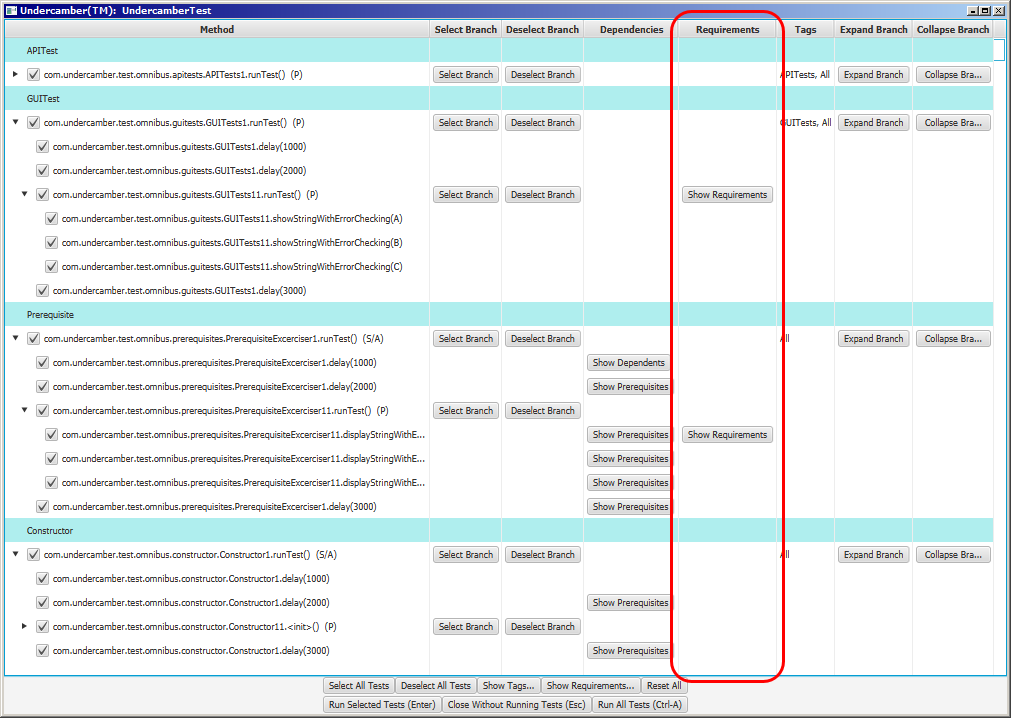 Undercamber(TM):  UndercamberTest
Method Select Branch Deselect Branch Dependencies Requirements Tags Expand Branch Collapse Branch
APITest
com.undercamber.test.omnibus.apitests.APITests1.runTest()  (P) Select Branch Deselect Branch APITests, All Expand Branch Collapse Bra...
GUITest
com.undercamber.test.omnibus.guitests.GUITests1.runTest()  (P) Select Branch Deselect Branch GUITests, All Expand Branch Collapse Bra...
com.undercamber.test.omnibus.guitests.GUITests1.delay(1000)
com.undercamber.test.omnibus.guitests.GUITests1.delay(2000)
com.undercamber.test.omnibus.guitests.GUITests11.runTest()  (P) Select Branch Deselect Branch Show Requirements
com.undercamber.test.omnibus.guitests.GUITests11.showStringWithErrorChecking(A)
com.undercamber.test.omnibus.guitests.GUITests11.showStringWithErrorChecking(B)
com.undercamber.test.omnibus.guitests.GUITests11.showStringWithErrorChecking(C)
com.undercamber.test.omnibus.guitests.GUITests1.delay(3000)
Prerequisite
com.undercamber.test.omnibus.prerequisites.PrerequisiteExcerciser1.runTest()  (S/A) Select Branch Deselect Branch All Expand Branch Collapse Bra...
com.undercamber.test.omnibus.prerequisites.PrerequisiteExcerciser1.delay(1000) Show Dependents
com.undercamber.test.omnibus.prerequisites.PrerequisiteExcerciser1.delay(2000) Show Prerequisites
com.undercamber.test.omnibus.prerequisites.PrerequisiteExcerciser11.runTest()  (P) Select Branch Deselect Branch
com.undercamber.test.omnibus.prerequisites.PrerequisiteExcerciser11.displayStringWithE... Show Prerequisites Show Requirements
com.undercamber.test.omnibus.prerequisites.PrerequisiteExcerciser11.displayStringWithE... Show Prerequisites
com.undercamber.test.omnibus.prerequisites.PrerequisiteExcerciser11.displayStringWithE... Show Prerequisites
com.undercamber.test.omnibus.prerequisites.PrerequisiteExcerciser1.delay(3000) Show Prerequisites
Constructor
com.undercamber.test.omnibus.constructor.Constructor1.runTest()  (S/A) Select Branch Deselect Branch All Expand Branch Collapse Bra...
com.undercamber.test.omnibus.constructor.Constructor1.delay(1000)
com.undercamber.test.omnibus.constructor.Constructor1.delay(2000) Show Prerequisites
com.undercamber.test.omnibus.constructor.Constructor11.<init>()  (P) Select Branch Deselect Branch
com.undercamber.test.omnibus.constructor.Constructor1.delay(3000) Show Prerequisites
Select All Tests Deselect All Tests Show Tags... Show Requirements... Reset All
Run Selected Tests (Enter) Close Without Running Tests (Esc) Run All Tests (Ctrl-A)